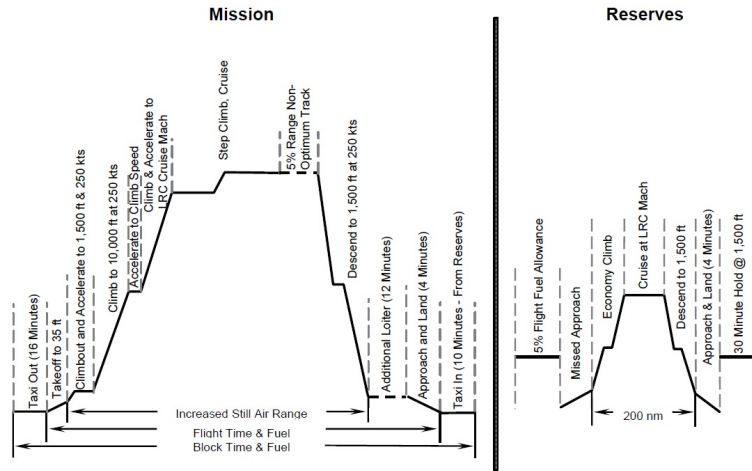 Mission
Reserves
Taxi Out (16 Minutes)
Takeoff to 35 ft
Climbout and Accelerate to 1,500 ft & 250 kts
Climb to 10,000 ft at 250 kts
Accelerate to Climb Speed
Climb & Accelerate to
LRC Cruise Mach
Step Climb, Cruise
5% Range Non-
Optimum Track
Descend to 1,500 ft at 250 kts
Additional Loiter (12 Minutes)
Approach and Land (4 Minutes)
Taxi In (10 Minutes - From Reserves)
Increased Still Air Range
Flight Time & Fuel
Block Time & Fuel
5% Flight Fuel Allowance
Missed Approach
Economy Climb
Cruise at LRC Mach
Descend to 1,500 ft
Approach & Land (4 Minutes)
30 Minute Hold @ 1,500 ft
200 nm